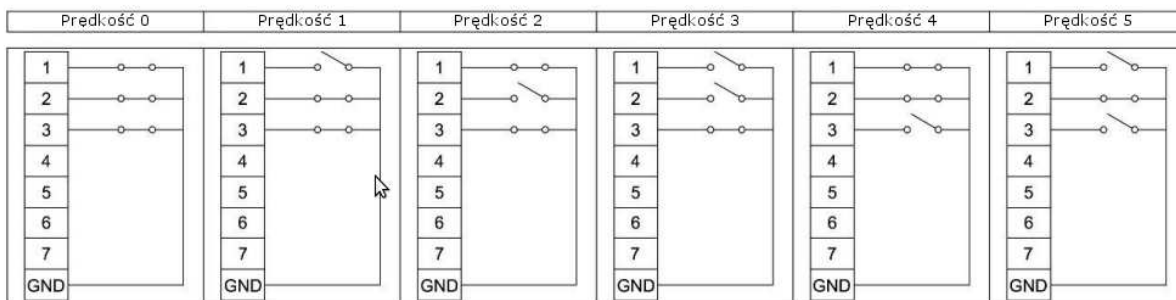 Prędkość 0 Prędkość 1 Prędkość 2 Prędkość 3 Prędkość 4 Prędkość 5
1 1 1 1 1 1
2 2 2 2 2 2
3 3 3 3 3 3
4 4 4 4 4 4
5 5 5 5 5 5
6 6 6 6 6 6
7 7 7 7 7 7
GND GND GND GND GND GND